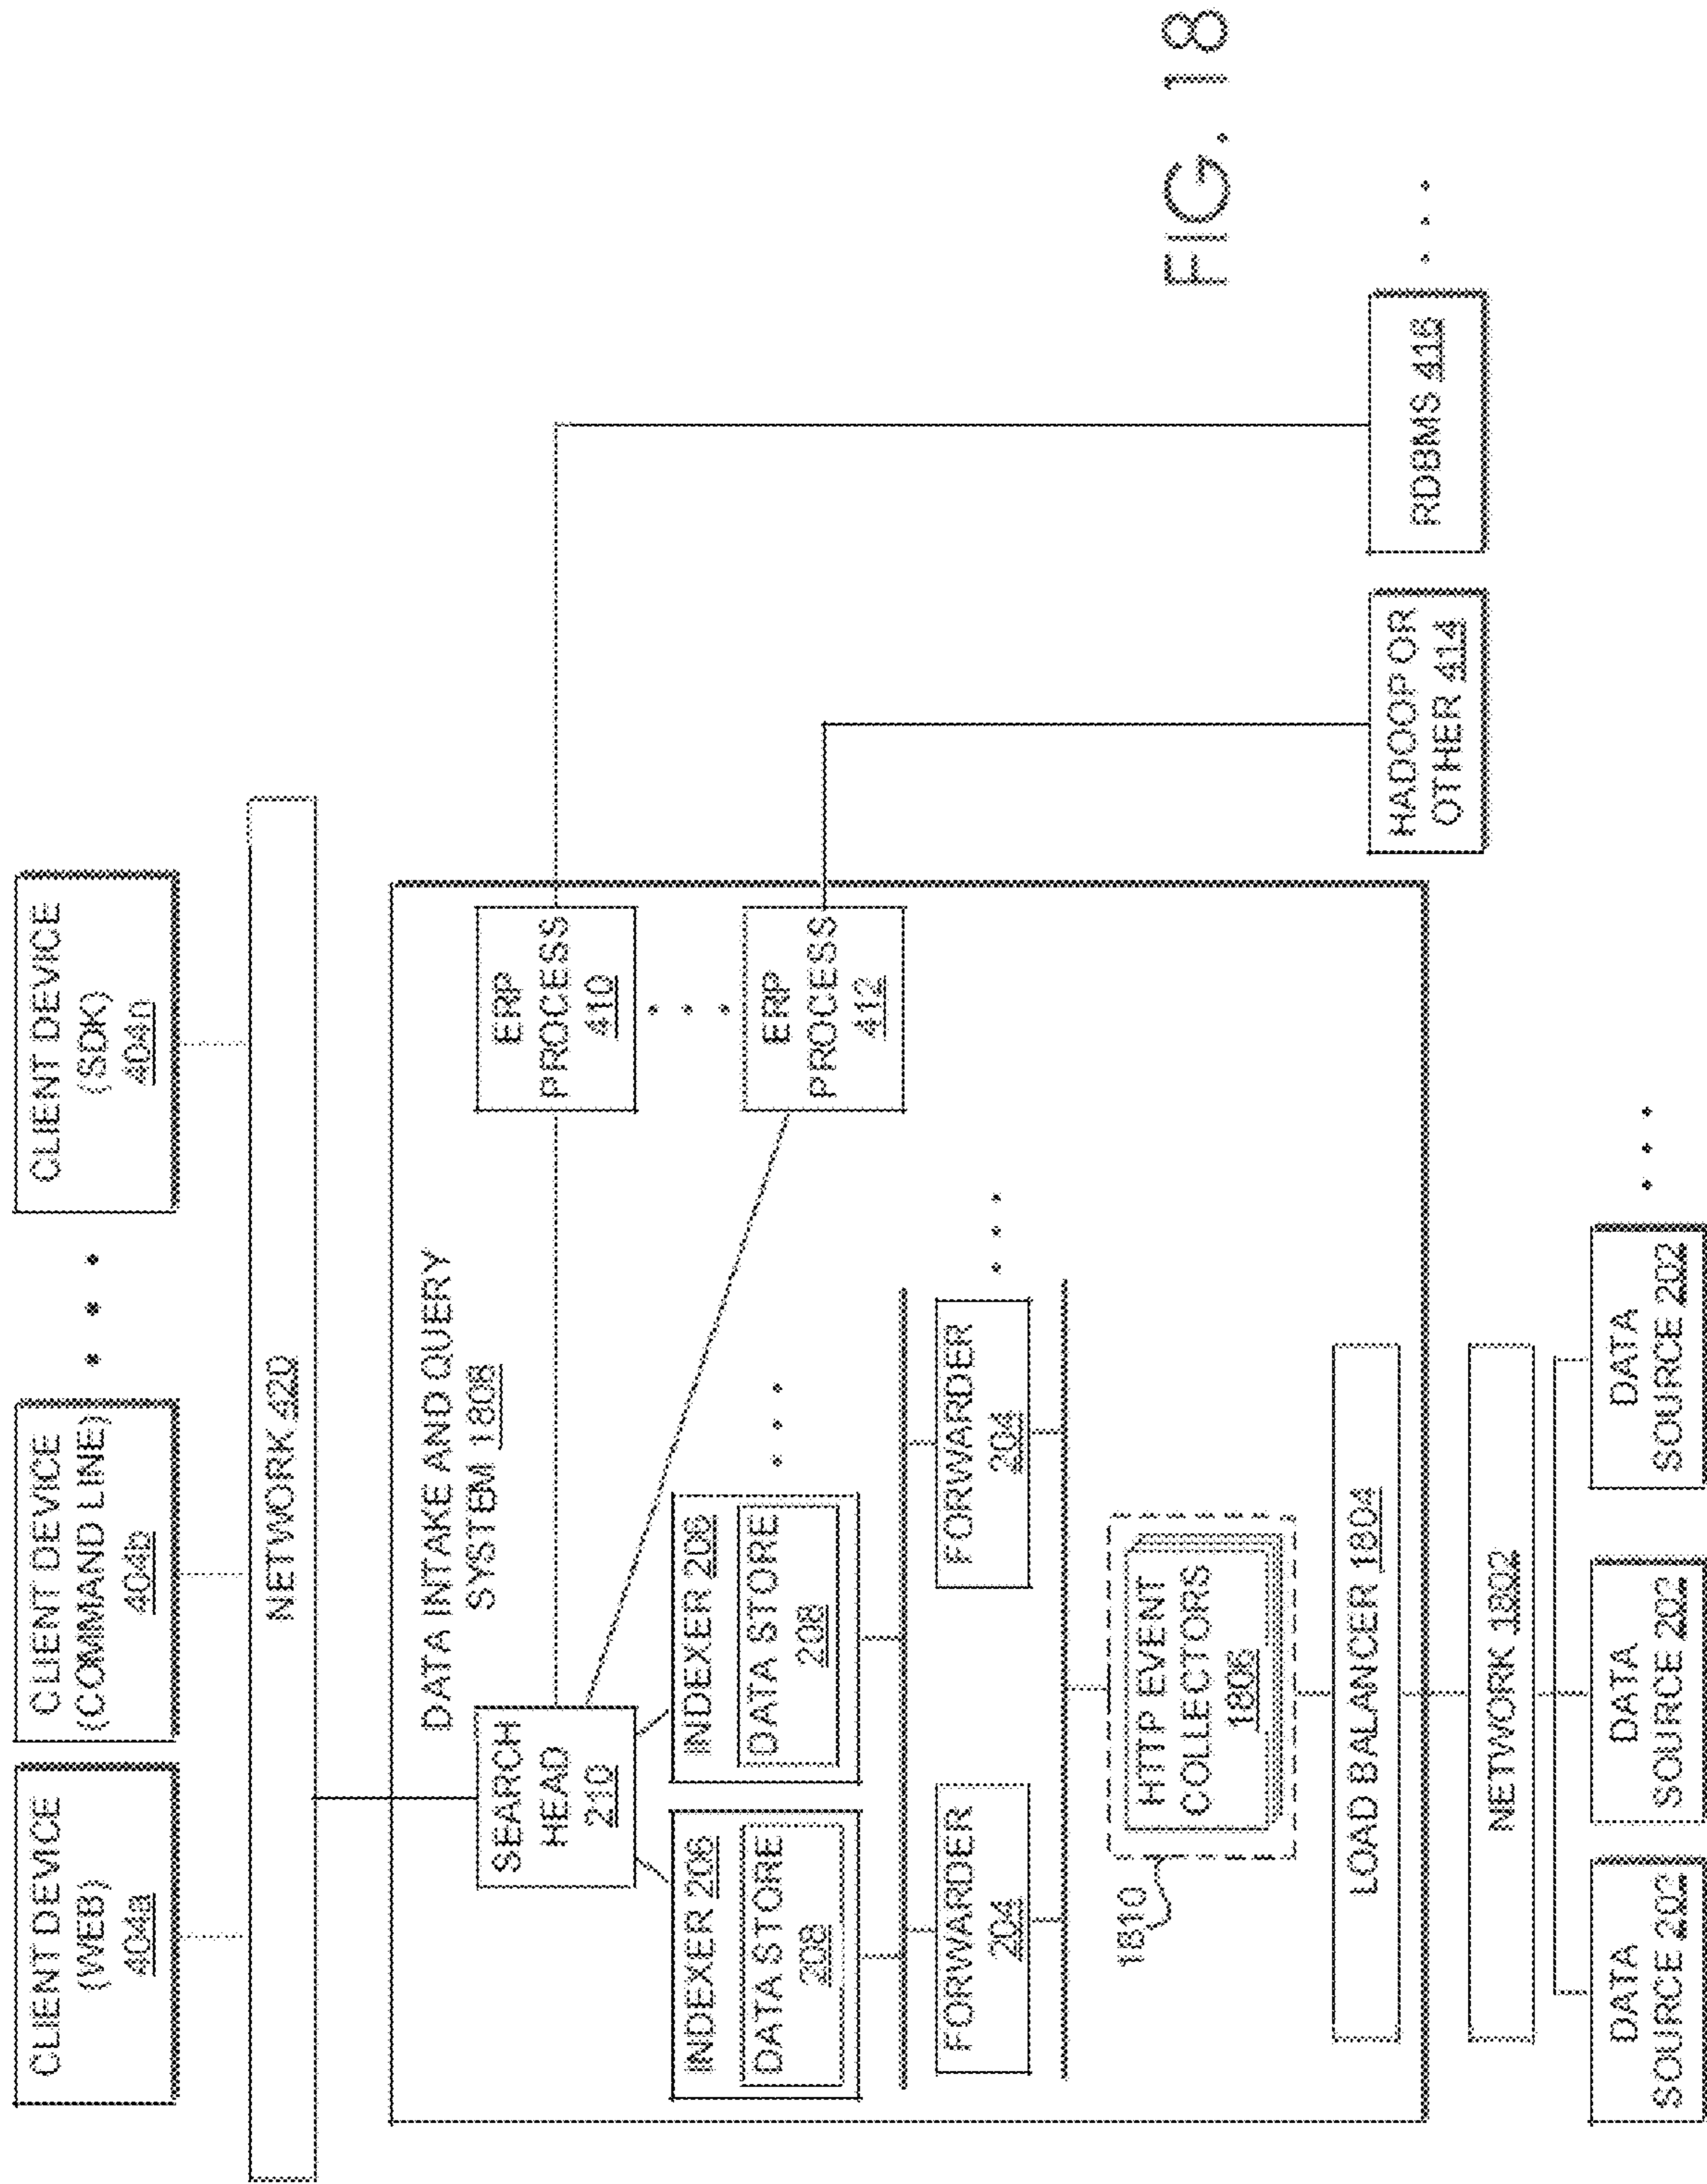 CLIENT DEVICE
(WEB)
404a
CLIENT DEVICE
(COMMAND LINE)
404b
• • •
CLIENT DEVICE
(SDK)
404n
NETWORK 420
DATA INTAKE AND QUERY
SYSTEM 1808
SEARCH
HEAD
210
ERP
PROCESS
410
• • •
ERP
PROCESS
412
INDEXER 206
DATA STORE
208
INDEXER 206
DATA STORE
208
• • •
FORWARDER
204
FORWARDER
204
• • •
1810
HTTP EVENT
COLLECTORS
1806
LOAD BALANCER 1804
HADOOP OR
OTHER 414
RDBMS 416
• • •
NETWORK 1802
DATA
SOURCE 202
DATA
SOURCE 202
DATA
SOURCE 202
• • •
FIG. 18